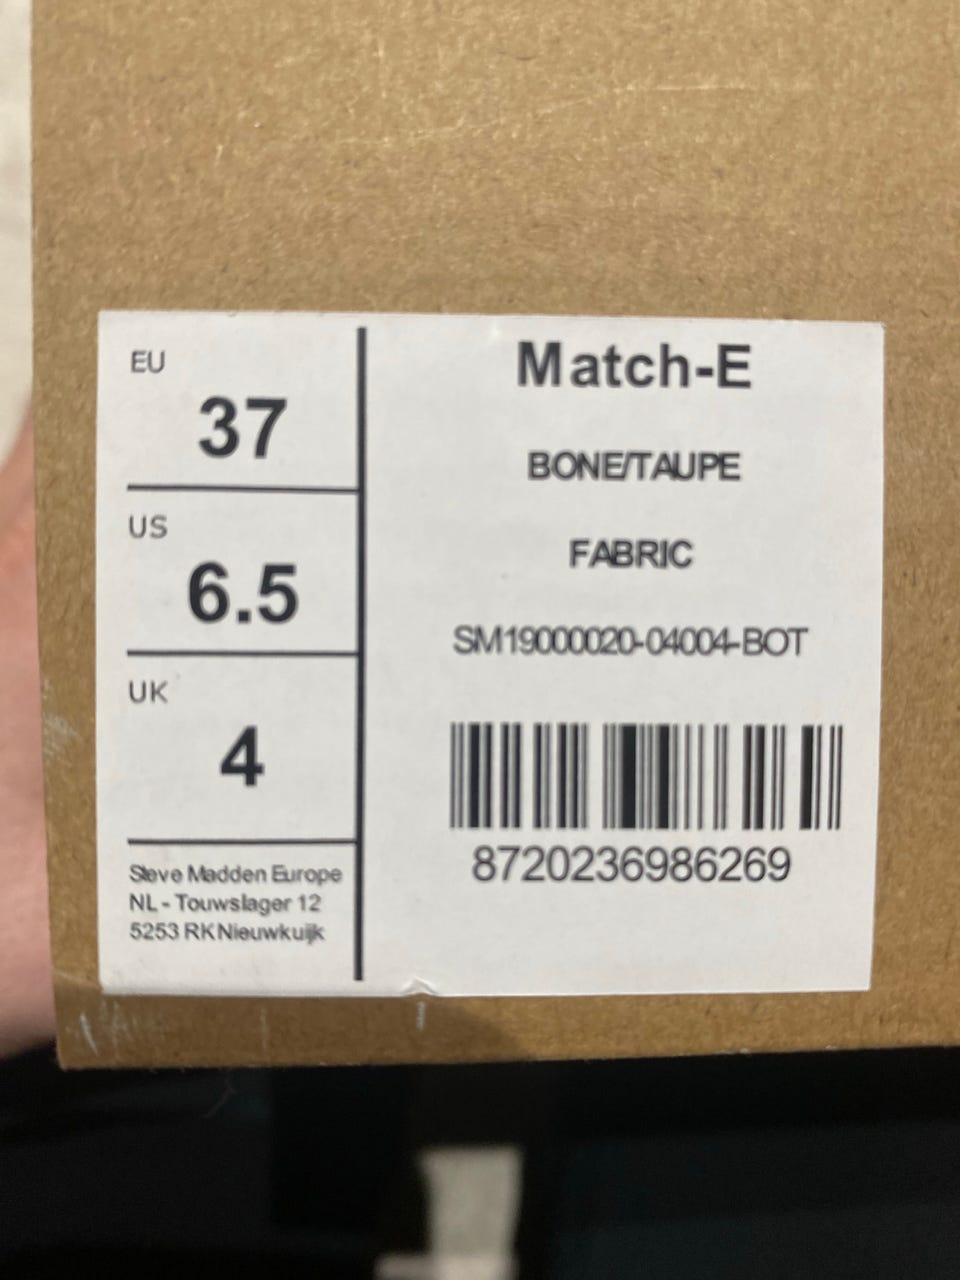 EU
37
US
6.5
UK
4
Steve Madden Europe
NL - Touwslager 12
5253 RK Nieuwkuijk
Match-E
BONE/TAUPE
FABRIC
SM19000020-04004-BOT
8720236986269